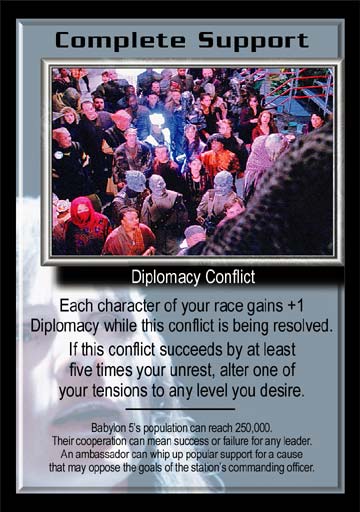 Complete Support
Diplomacy Conflict
Each character of your race gains +1
Diplomacy while this conflict is being resolved.
If this conflict succeeds by at least
five times your unrest, alter one of
your tensions to any level you desire.
Babylon 5's population can reach 250,000.
Their cooperation can mean success or failure for any leader.
An ambassador can whip up popular support for a cause
that may oppose the goals of the station's commanding officer.